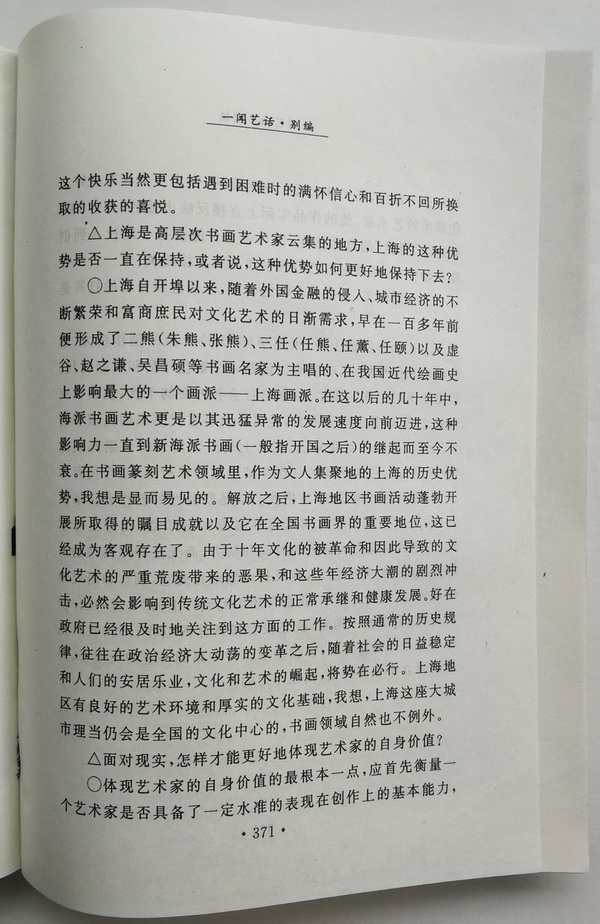 一闻艺话·别编
这个快乐当然更包括遇到困难时的满怀信心和百折不回所换
取的收获的喜悦。
△上海是高层次书画艺术家云集的地方，上海的这种优
势是否一直在保持，或者说，这种优势如何更好地保持下去？
○上海自开埠以来，随着外国金融的侵入、城市经济的不
断繁荣和富商庶民对文化艺术的日渐需求，早在一百多年前
便形成了二熊（朱熊、张熊）、三任（任熊、任薰、任颐）以及虚
谷、赵之谦、吴昌硕等书画名家为主唱的、在我国近代绘画史
上影响最大的一个画派——上海画派。在这以后的几十年中，
海派书画艺术更是以其迅猛异常的发展速度向前迈进，这种
影响力一直到新海派书画（一般指开国之后）的继起而至今不
衰。在书画篆刻艺术领域里，作为文人集聚地的上海的历史优
势，我想是显而易见的。解放之后，上海地区书画活动蓬勃开
展所取得的瞩目成就以及它在全国书画界的重要地位，这已
经成为客观存在了。由于十年文化的被革命和因此导致的文
化艺术的严重荒废带来的恶果，和这些年经济大潮的剧烈冲
击，必然会影响到传统文化艺术的正常承继和健康发展。好在
政府已经很及时地关注到这方面的工作。按照通常的历史规
律，往往在政治经济大动荡的变革之后，随着社会的日益稳定
和人们的安居乐业，文化和艺术的崛起，将势在必行。上海地
区有良好的艺术环境和厚实的文化基础，我想，上海这座大城
市理当仍会是全国的文化中心的，书画领域自然也不例外。
△面对现实，怎样才能更好地体现艺术家的自身价值？
○体现艺术家的自身价值的最根本一点，应首先衡量一
个艺术家是否具备了一定水准的表现在创作上的基本能力，
·371·